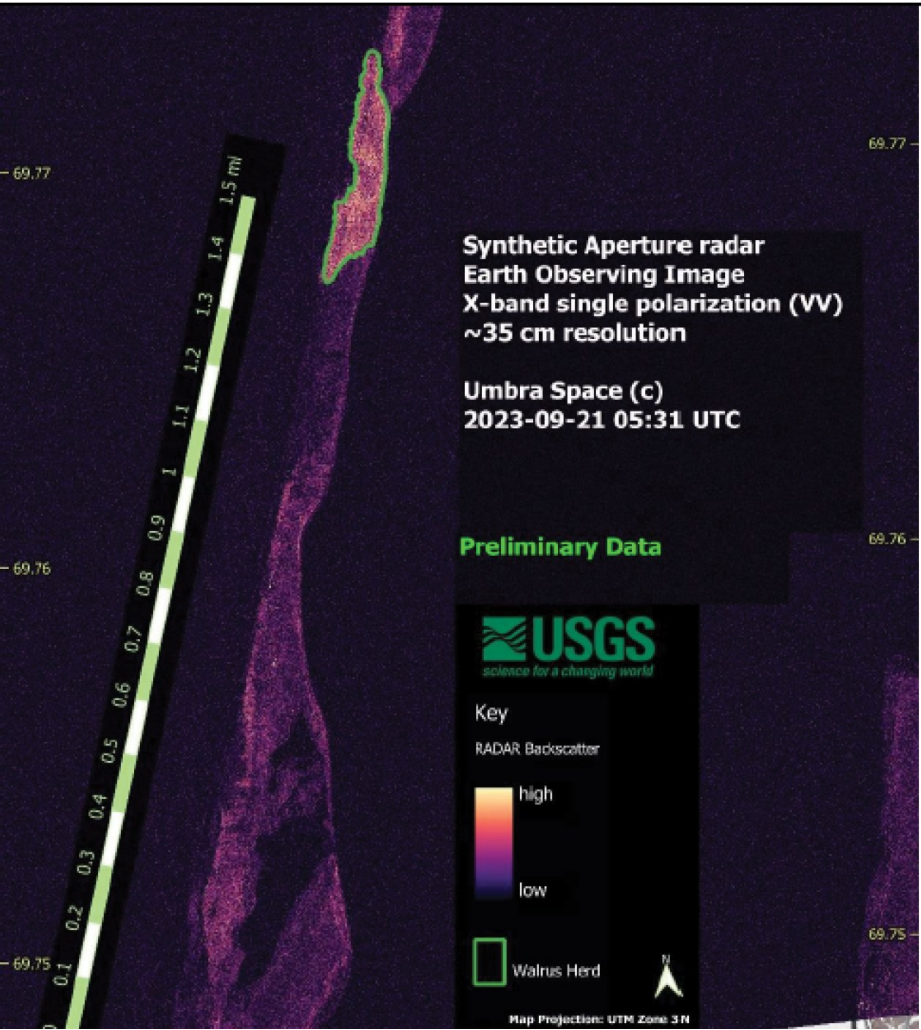 1.5 mi
1.4
1.3
1.2
1.1
1
0.9
0.8
0.7
0.6
0.5
0.4
0.3
0.2
0.1
0
69.77
69.76
69.75
69.77
69.76
69.75
Synthetic Aperture radar
Earth Observing Image
X-band single polarization (VV)
~35 cm resolution
Umbra Space (c)
2023-09-21 05:31 UTC
Preliminary Data
USGS
science for a changing world
Key
RADAR Backscatter
high
low
Walrus Herd
N
Map Projection: UTM Zone 3N